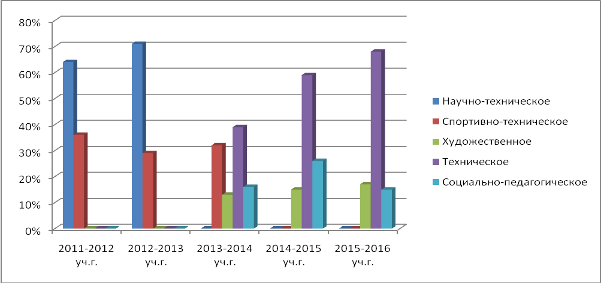 80%
70%
60%
50%
40%
30%
20%
10%
0%
2011-2012 уч.г.
2012-2013 уч.г.
2013-2014 уч.г.
2014-2015 уч.г.
2015-2016 уч.г.
Научно-техническое
Спортивно-техническое
Художественное
Техническое
Социально-педагогическое